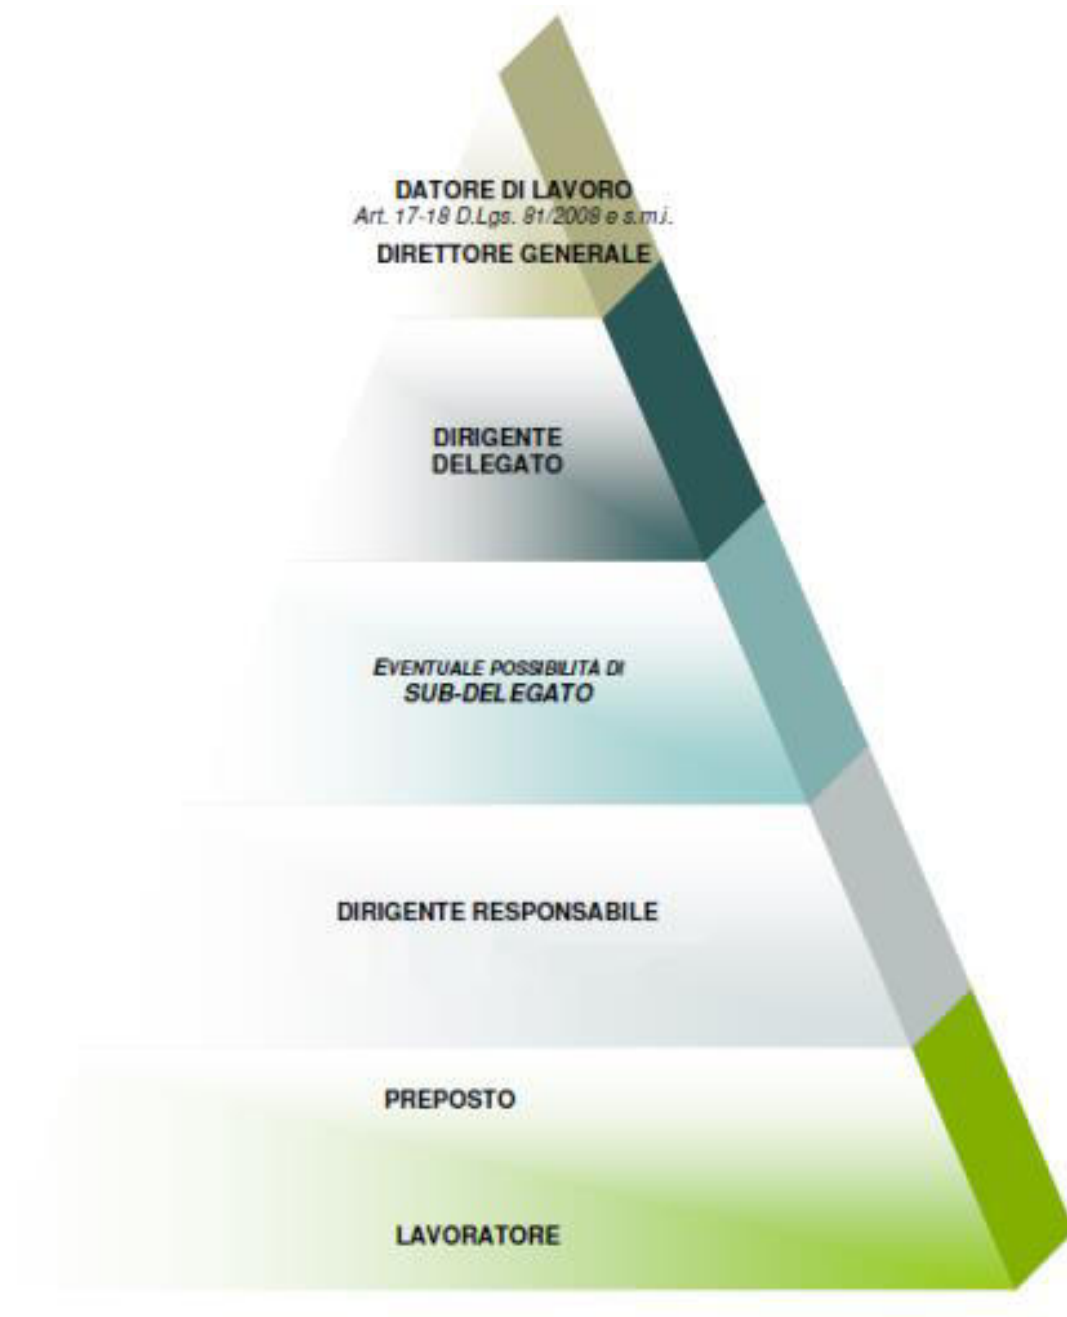 DATORE DI LAVORO
Art. 17-18 D.Lgs. 81/2008 e s.m.i.
DIRETTORE GENERALE
DIRIGENTE
DELEGATO
EVENTUALE POSSIBILITÀ DI
SUB-DELEGATO
DIRIGENTE RESPONSABILE
PREPOSTO
LAVORATORE